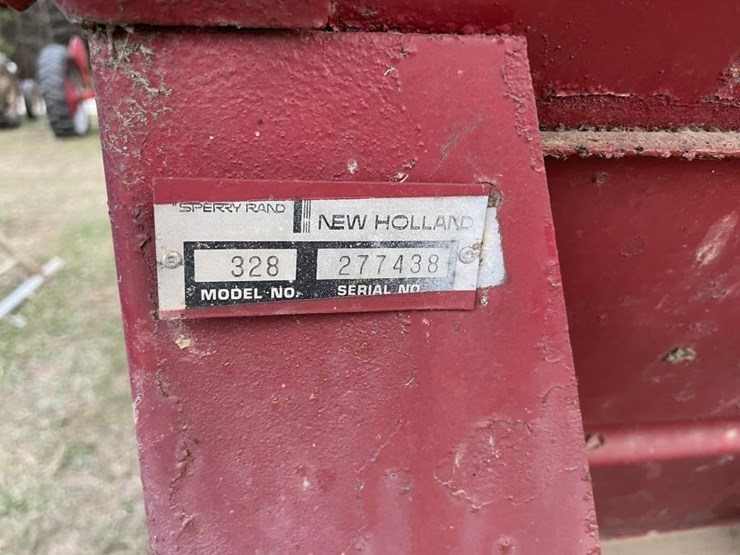 SPERRY RAND
NEW HOLLAND
328 277438
MODEL NO. SERIAL NO.